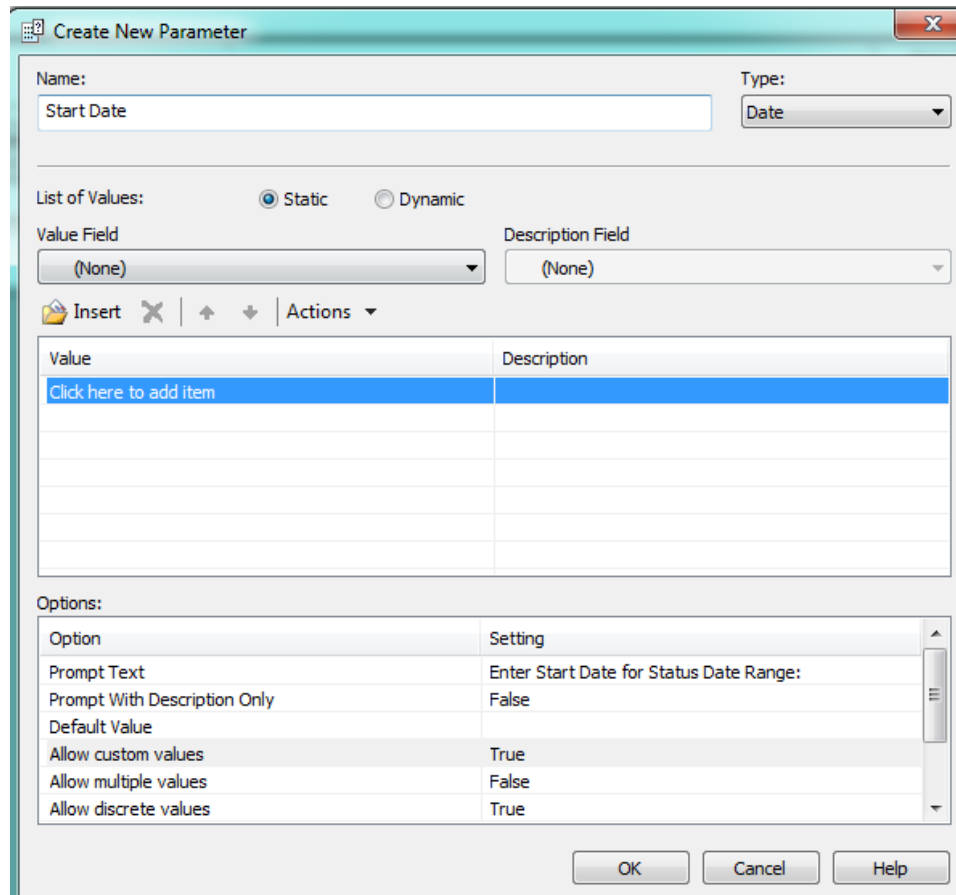 Create New Parameter
Name: Type:
Start Date Date
List of Values: Static Dynamic
Value Field Description Field
(None) (None)
Insert Actions
Value Description
Click here to add item
Options:
Option Setting
Prompt Text Enter Start Date for Status Date Range:
Prompt With Description Only False
Default Value
Allow custom values True
Allow multiple values False
Allow discrete values True
OK Cancel Help